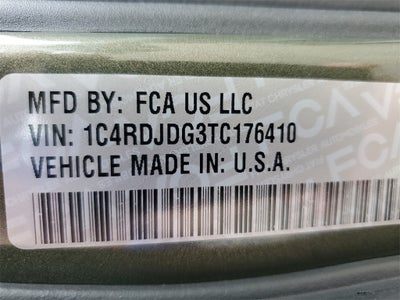 MFD BY: FCA US LLC
VIN: 1C4RDJDG3TC176410
VEHICLE MADE IN: U.S.A.